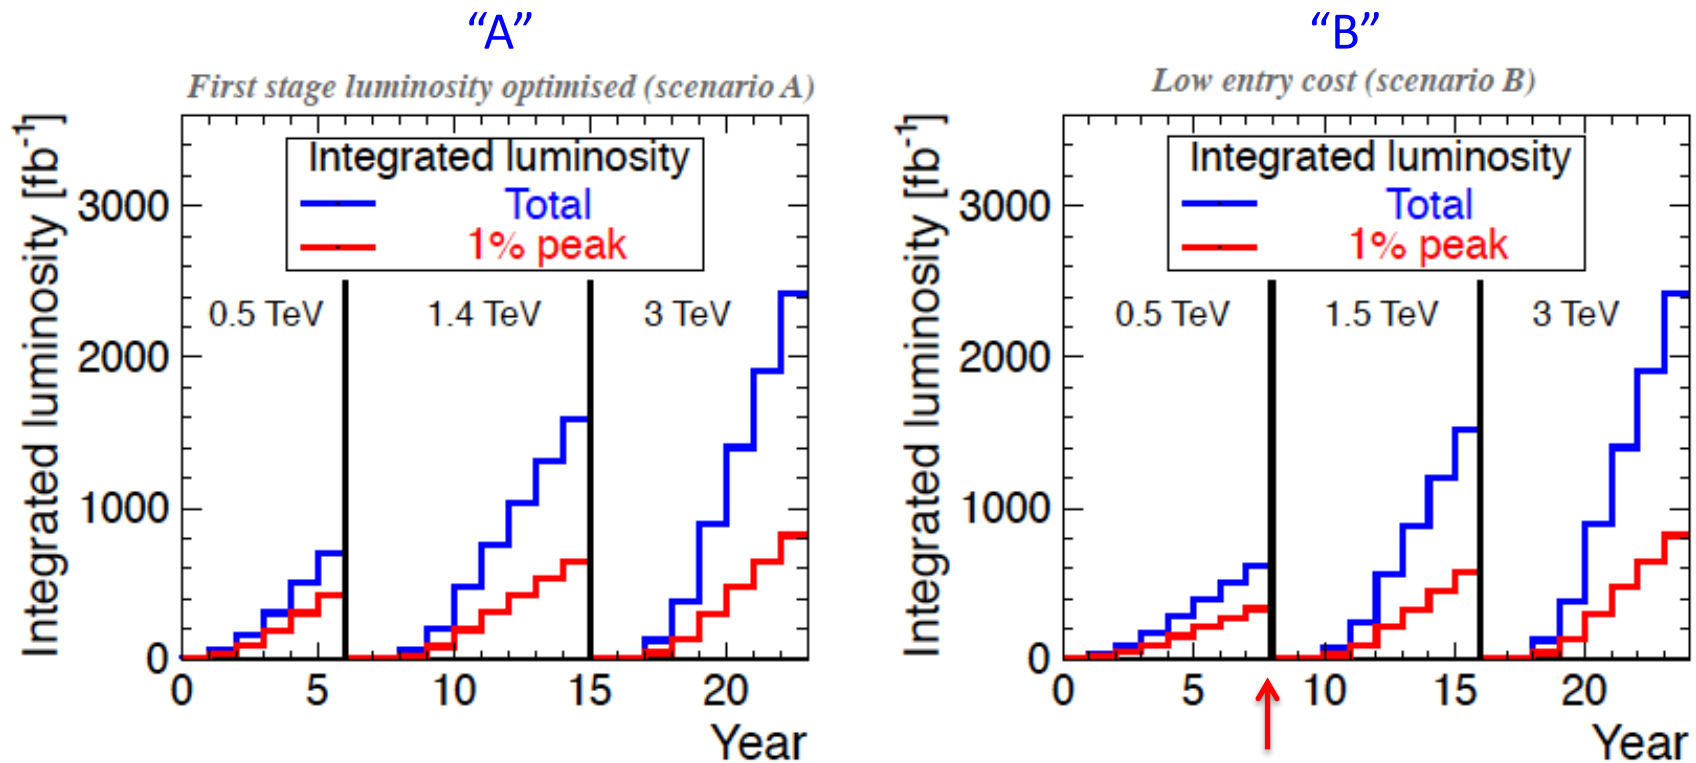 “A”
First stage luminosity optimised (scenario A)
Integrated luminosity [fb-1]
Integrated luminosity
Total
1% peak
3000
2000
1000
0
0.5 TeV
1.4 TeV
3 TeV
0 5 10 15 20
Year
“B”
Low entry cost (scenario B)
Integrated luminosity [fb-1]
Integrated luminosity
Total
1% peak
3000
2000
1000
0
0.5 TeV
1.5 TeV
3 TeV
0 5 10 15 20
Year